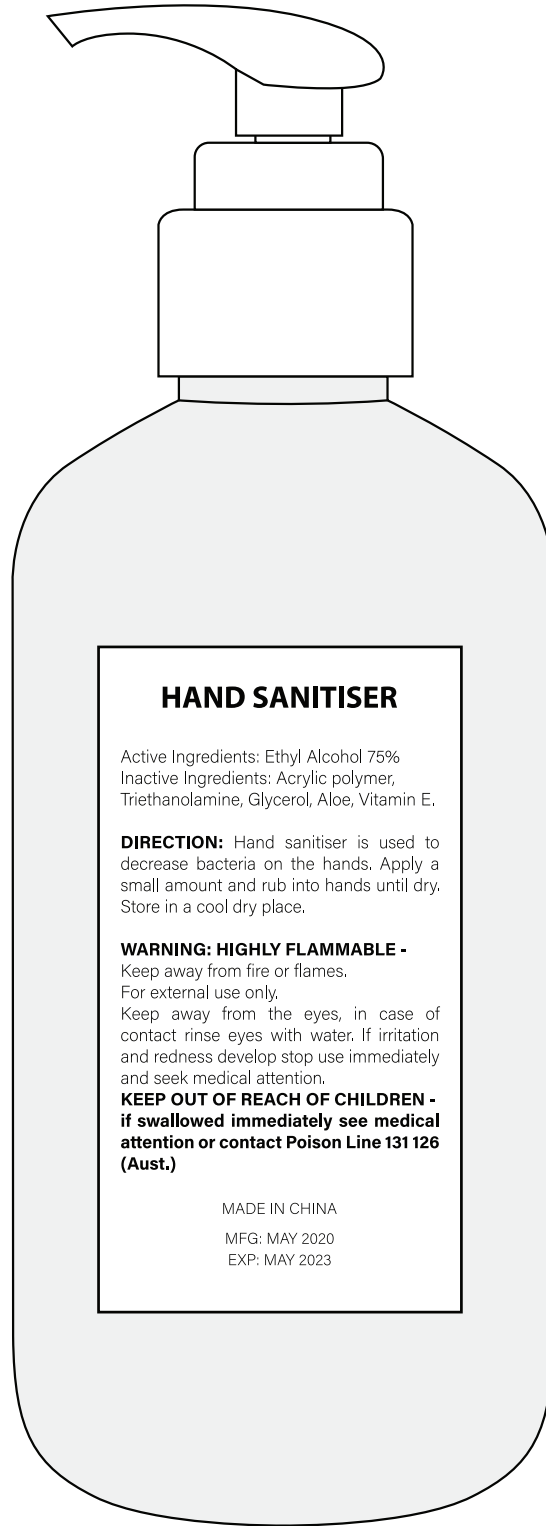 HAND SANITISER
Active Ingredients: Ethyl Alcohol 75%
Inactive Ingredients: Acrylic polymer,
Triethanolamine, Glycerol, Aloe, Vitamin E.
DIRECTION: Hand sanitiser is used to
decrease bacteria on the hands. Apply a
small amount and rub into hands until dry.
Store in a cool dry place.
WARNING: HIGHLY FLAMMABLE -
Keep away from fire or flames.
For external use only,
Keep away from the eyes, in case of
contact rinse eyes with water. If irritation
and redness develop stop use immediately
and seek medical attention.
KEEP OUT OF REACH OF CHILDREN -
if swallowed immediately see medical
attention or contact Poison Line 131 126
(Aust.)
MADE IN CHINA
MFG: MAY 2020
EXP: MAY 2023